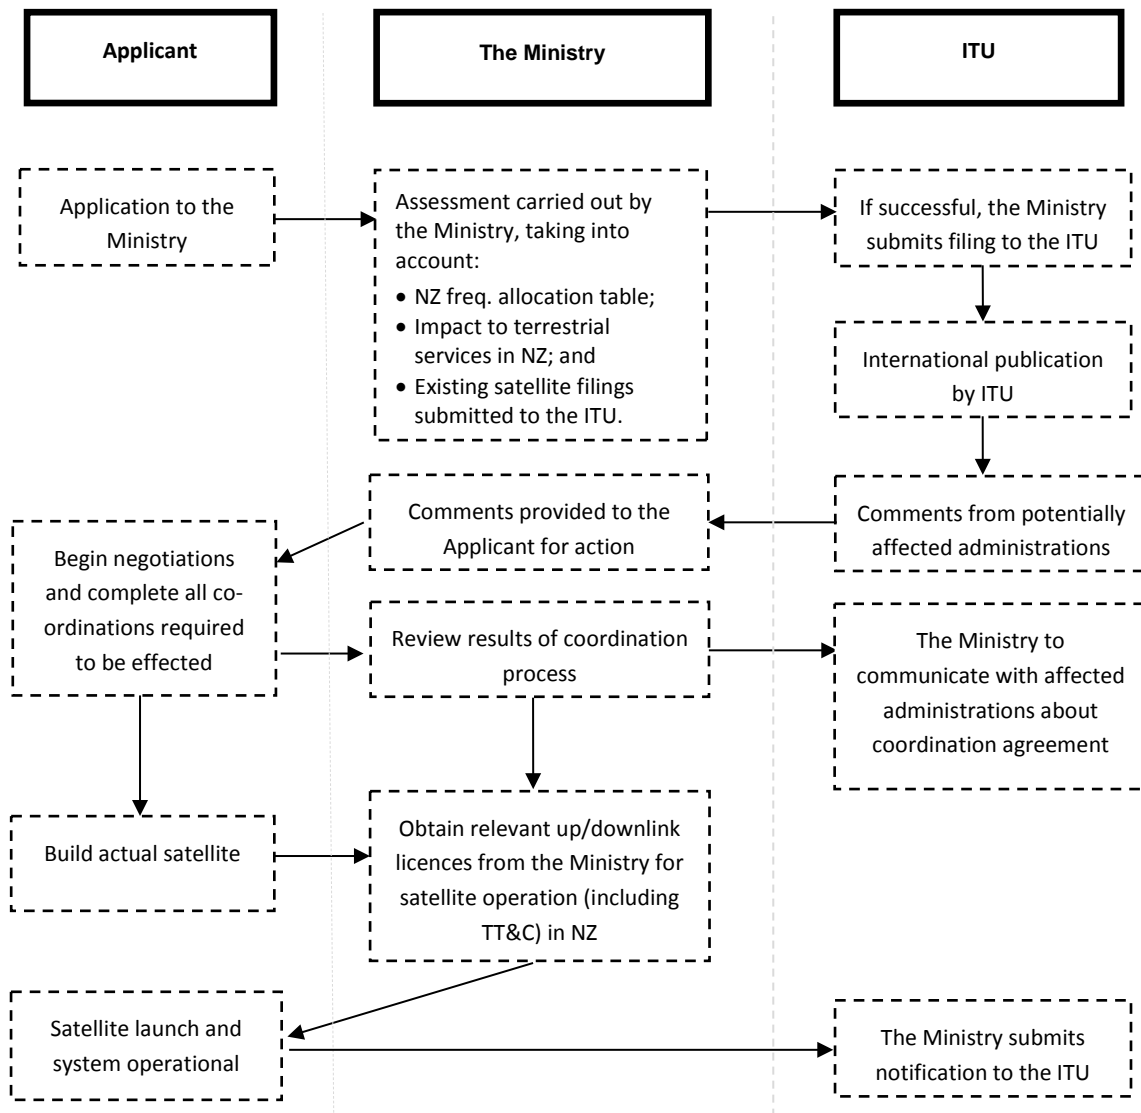 Applicant
The Ministry
ITU
Application to the
Ministry
Assessment carried out by
the Ministry, taking into
account:
• NZ freq. allocation table;
• Impact to terrestrial
services in NZ; and
• Existing satellite filings
submitted to the ITU.
If successful, the Ministry
submits filing to the ITU
International publication
by ITU
Comments from potentially
affected administrations
Comments provided to the
Applicant for action
Begin negotiations
and complete all co-
ordinations required
to be effected
Review results of coordination
process
The Ministry to
communicate with affected
administrations about
coordination agreement
Build actual satellite
Obtain relevant up/downlink
licences from the Ministry for
satellite operation (including
TT&C) in NZ
Satellite launch and
system operational
The Ministry submits
notification to the ITU